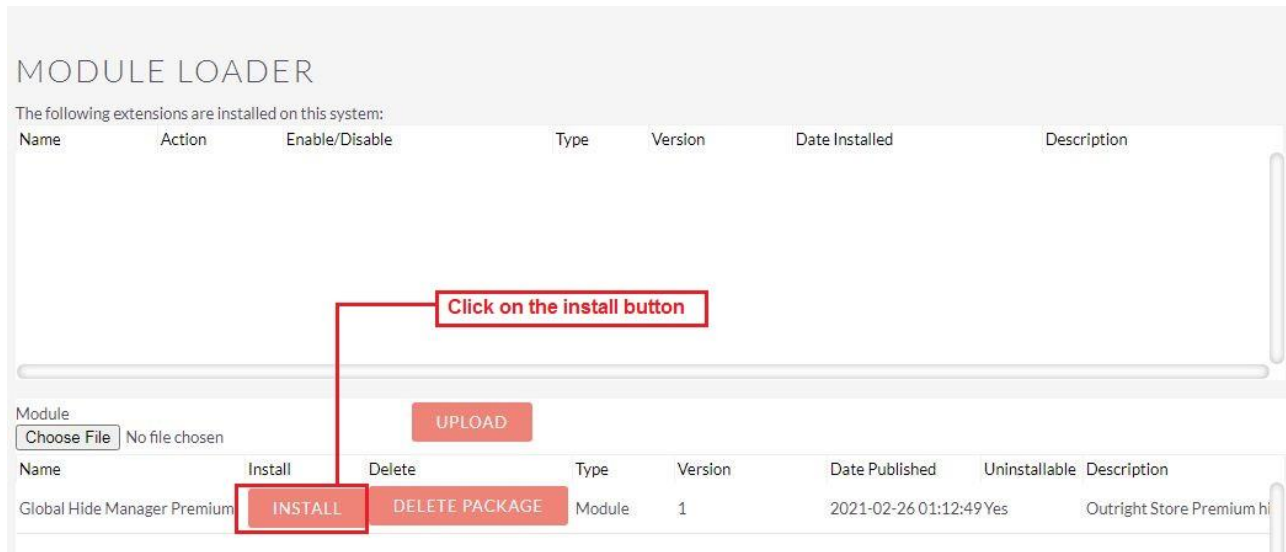 MODULE LOADER
The following extensions are installed on this system:
Name Action Enable/Disable Type Version Date Installed Description
Click on the install button
Module
UPLOAD
Choose File No file chosen
Name Install Delete Type Version Date Published Uninstallable Description
Global Hide Manager Premium INSTALL DELETE PACKAGE Module 1 2021-02-26 01:12:49 Yes Outright Store Premium hi